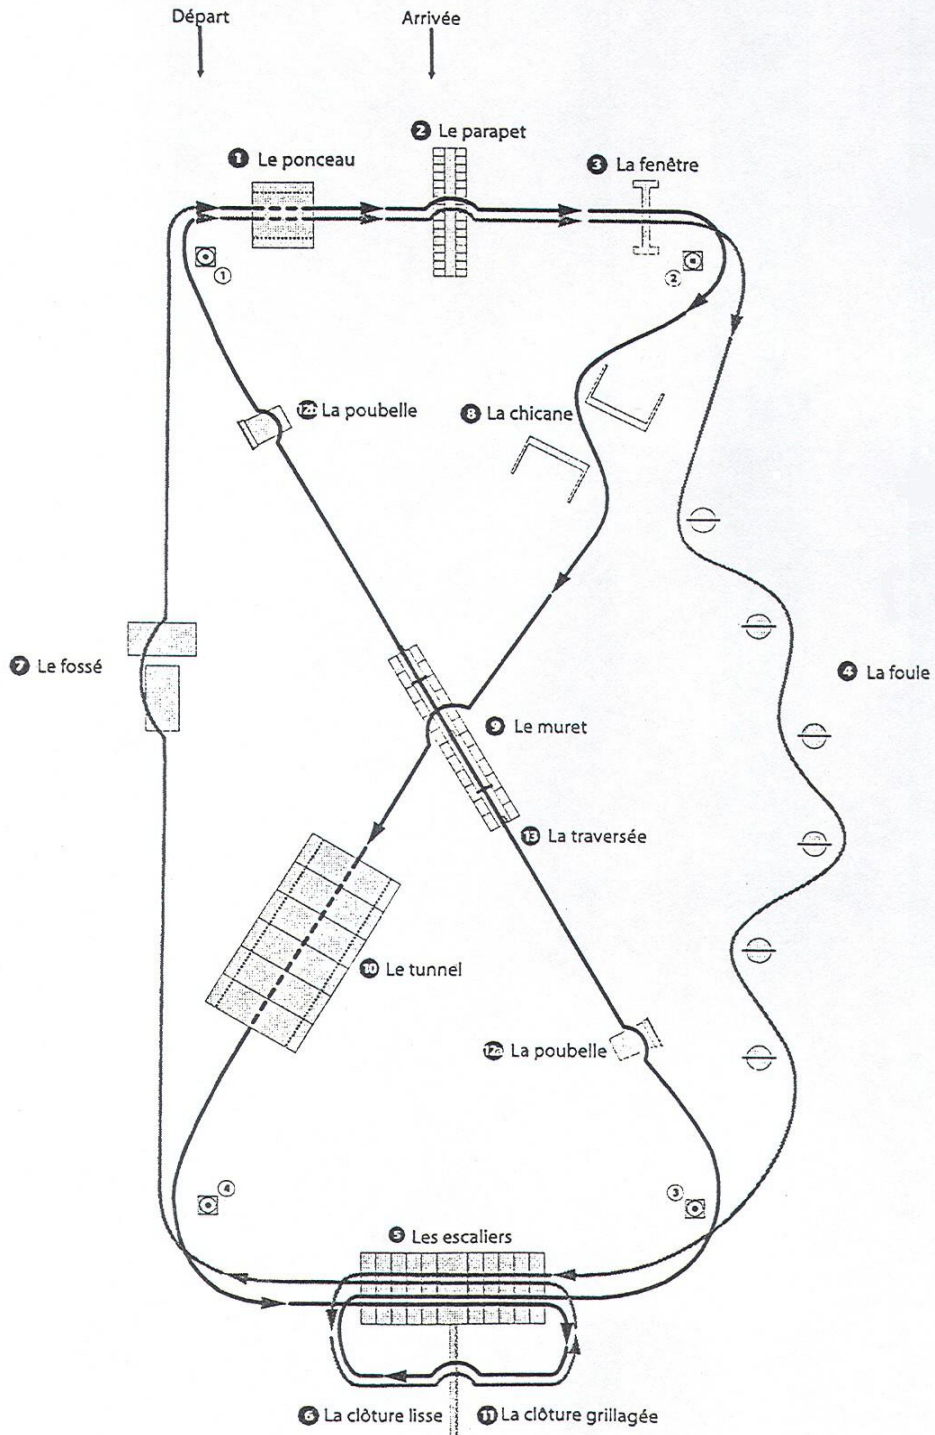 Départ
Arrivée
❶ Le ponceau
❷ Le parapet
❸ La fenêtre
①
②
12b La poubelle
❽ La chicane
❼ Le fossé
❹ La foule
❾ Le muret
⓭ La traversée
❿ Le tunnel
12a La poubelle
④
③
❺ Les escaliers
❻ La clôture lisse
⓫ La clôture grillagée